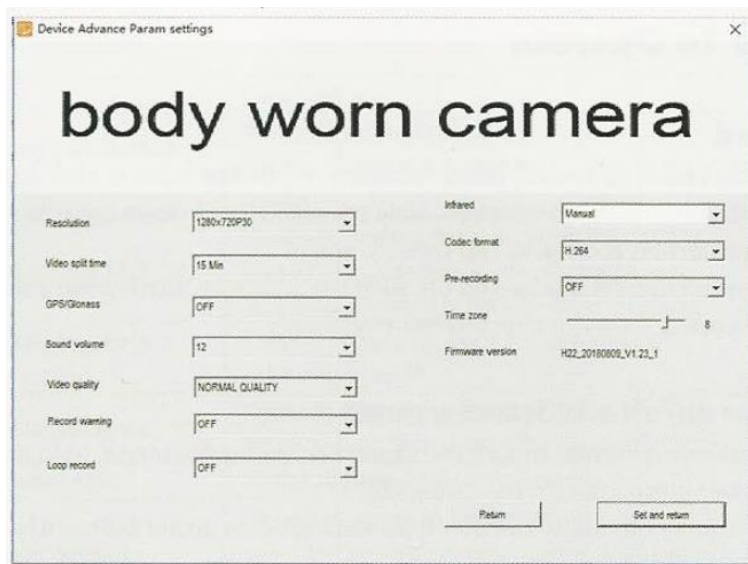 Device Advance Param settings
body worn camera
Resolution 1280x720P30
Video split time 15 Min
GPS/Glonass OFF
Sound volume 12
Video quality NORMAL QUALITY
Record warning OFF
Loop record OFF
Infrared Manual
Codec format H.264
Pre-recording OFF
Time zone 8
Firmware version H22_20180809_V1.23_1
Return Set and return